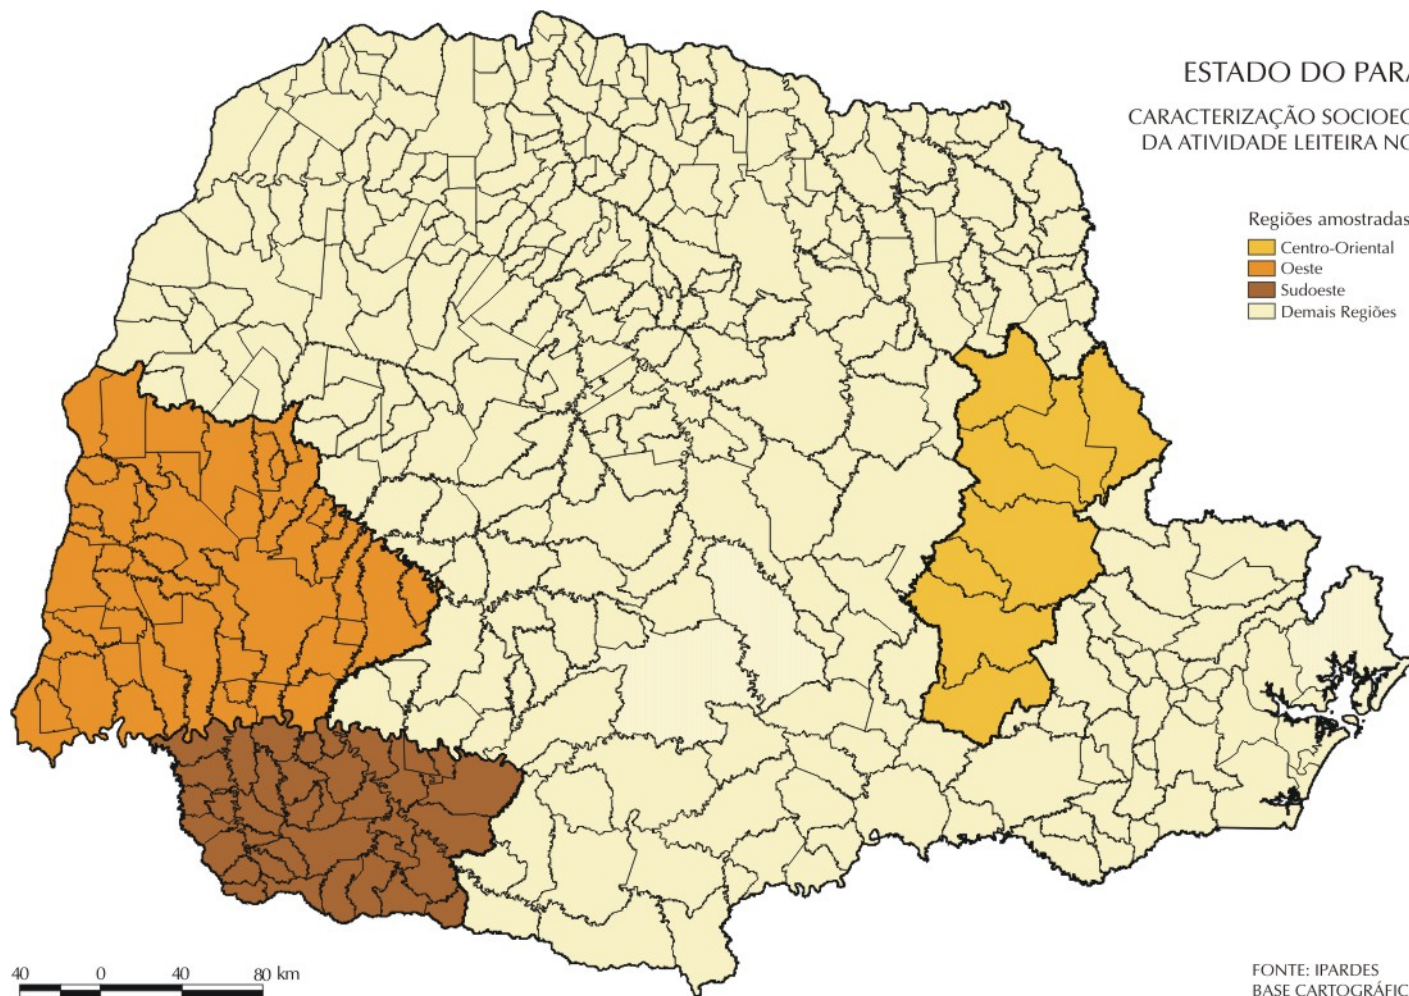 ESTADO DO PARA
CARACTERIZAÇÃO SOCIOEC
DA ATIVIDADE LEITEIRA NO
Regiões amostradas
Centro-Oriental
Oeste
Sudoeste
Demais Regiões
40 0 40 80 km
FONTE: IPARDES
BASE CARTOGRÁFIC